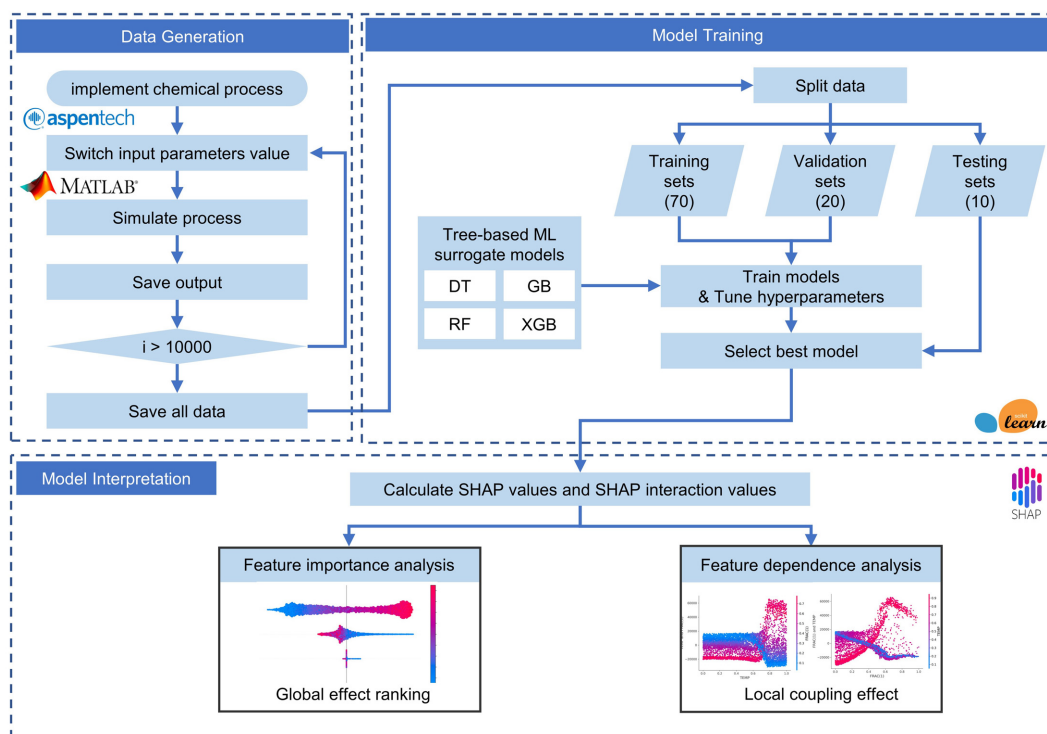 Data Generation
implement chemical process
aspentech
Switch input parameters value
MATLAB®
Simulate process
Save output
i > 10000
Save all data
Model Training
Split data
Training
sets
(70)
Validation
sets
(20)
Testing
sets
(10)
Tree-based ML
surrogate models
DT
GB
RF
XGB
Train models
& Tune hyperparameters
Select best model
learn
Model Interpretation
Calculate SHAP values and SHAP interaction values
SHAP
Feature importance analysis
Global effect ranking
Feature dependence analysis
TEMP
FRAC(1)
Local coupling effect